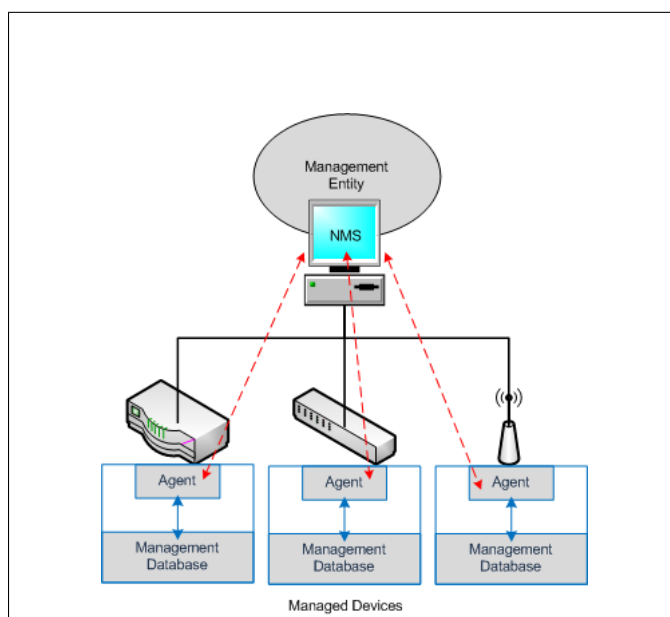 Management
Entity
NMS
Agent
Agent
Agent
Management
Database
Management
Database
Management
Database
Managed Devices